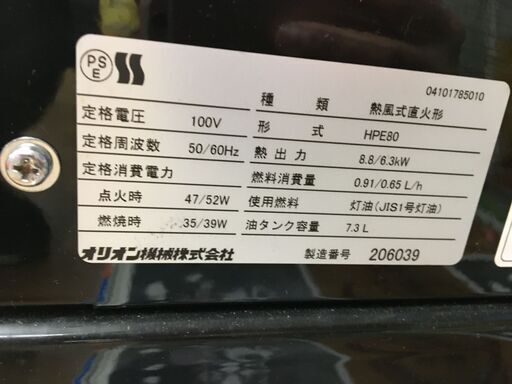 PS
E
04101785010
定格電圧 100V
定格周波数 50/60Hz
定格消費電力
点火時 47/52W
燃焼時 35/39W
オリオン機械株式会社
種類 熱風式直火形
形式 HPE80
熱出力 8.8/6.3kW
燃料消費量 0.91/0.65 L/h
使用燃料 灯油(JIS1号灯油)
油タンク容量 7.3 L
製造番号 206039